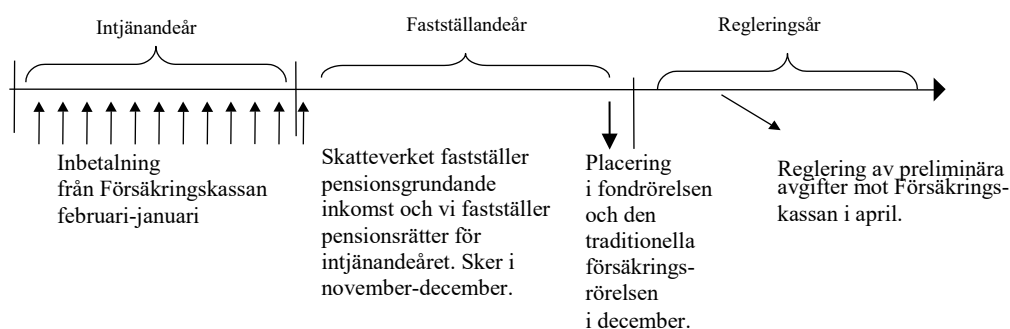 Intjänandeår
Fastställandeår
Regleringsår
Inbetalning
från Försäkringskassan
februari-januari
Skatteverket fastställer
pensionsgrundande
inkomst och vi fastställer
pensionsrätter för
intjänandeåret. Sker i
november-december.
Placering
i fondrörelsen
och den
traditionella
försäkrings-
rörelsen
i december.
Reglering av preliminära
avgifter mot Försäkrings-
kassan i april.